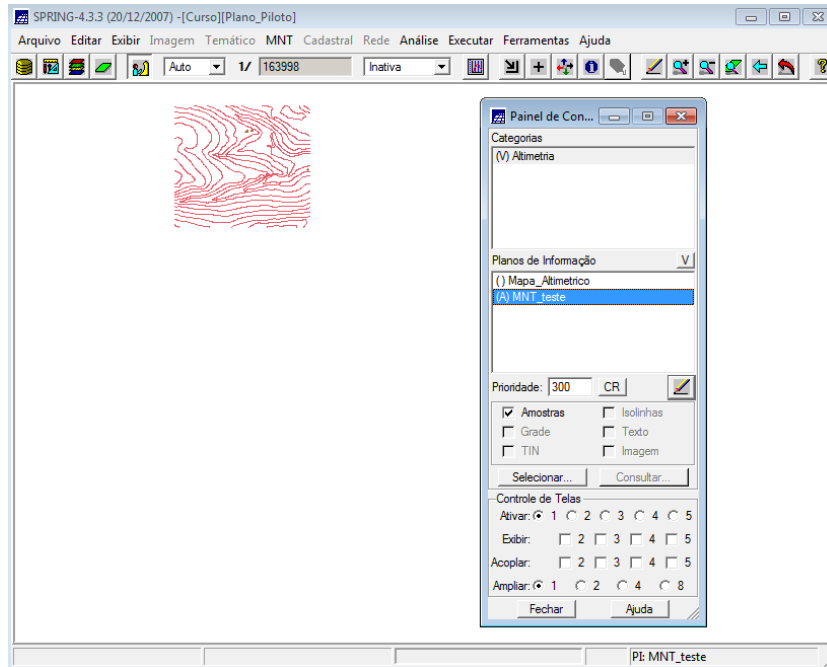 SPRING-4.3.3 (20/12/2007) -[Curso][Plano_Piloto]
Arquivo Editar Exibir Imagem Temático MNT Cadastral Rede Análise Executar Ferramentas Ajuda
Auto 1/ 163998 Inativa
Painel de Con...
Categorias
(V) Altimetria
Planos de Informação V
( ) Mapa_Altimetrico
(A) MNT_teste
Prioridade: 300 CR
Amostras Isolinhas
Grade Texto
TIN Imagem
Selecionar... Consultar...
Controle de Telas
Ativar: 1 2 3 4 5
Exibir: 2 3 4 5
Acoplar: 2 3 4 5
Ampliar: 1 2 4 8
Fechar Ajuda
PI: MNT_teste